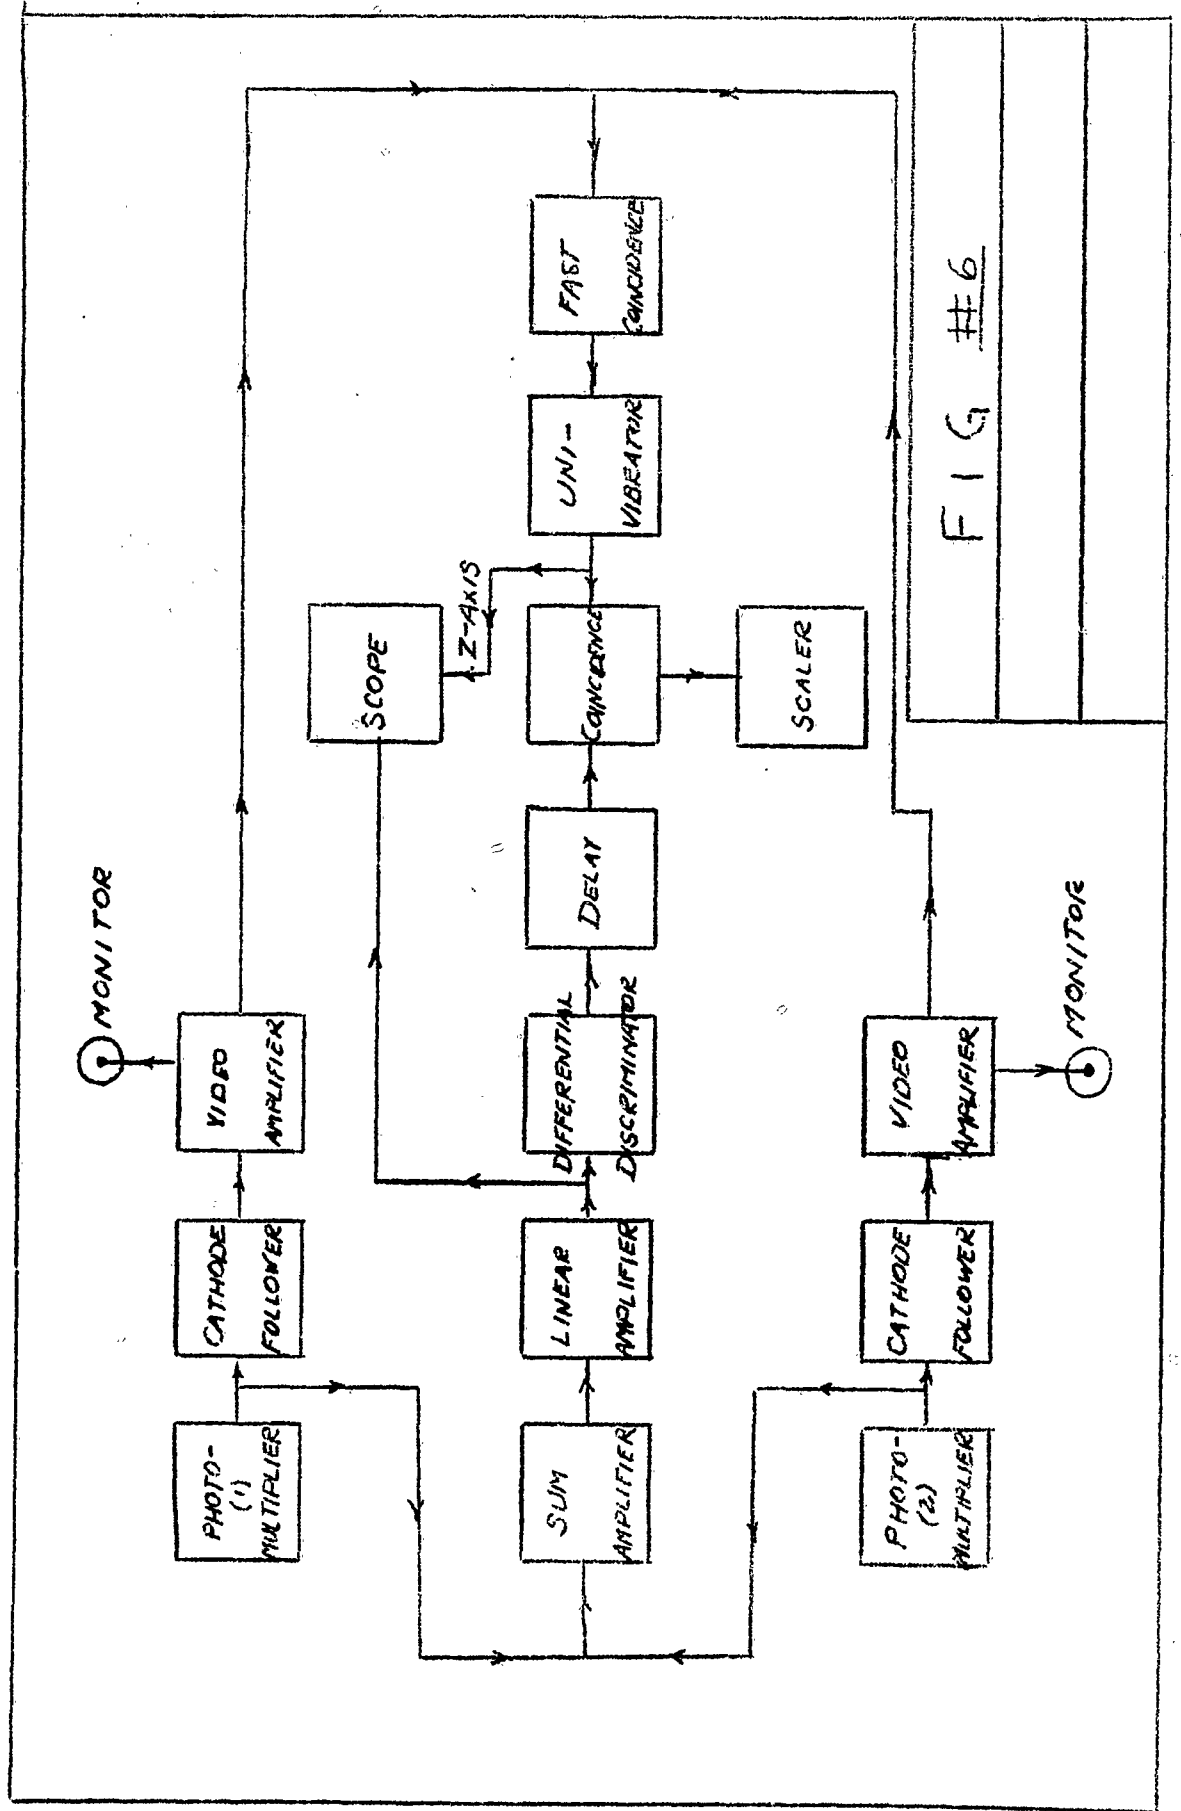 MONITOR
PHOTO-
(1)
MULTIPLIER
CATHODE
FOLLOWER
VIDEO
AMPLIFIER
SCOPE
Z-AXIS
SUM
AMPLIFIER
LINEAR
AMPLIFIER
DIFFERENTIAL
DISCRIMINATOR
DELAY
COINCIDENCE
UNI-
VIBRATOR
FAST
COINCIDENCE
SCALER
PHOTO-
(2)
MULTIPLIER
CATHODE
FOLLOWER
VIDEO
AMPLIFIER
MONITOR
FIG #6